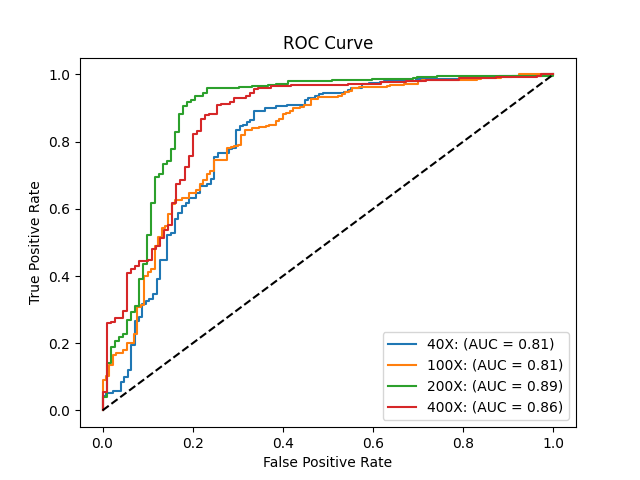 ROC Curve
True Positive Rate
1.0
0.8
0.6
0.4
0.2
0.0
40X: (AUC = 0.81)
100X: (AUC = 0.81)
200X: (AUC = 0.89)
400X: (AUC = 0.86)
0.0 0.2 0.4 0.6 0.8 1.0
False Positive Rate